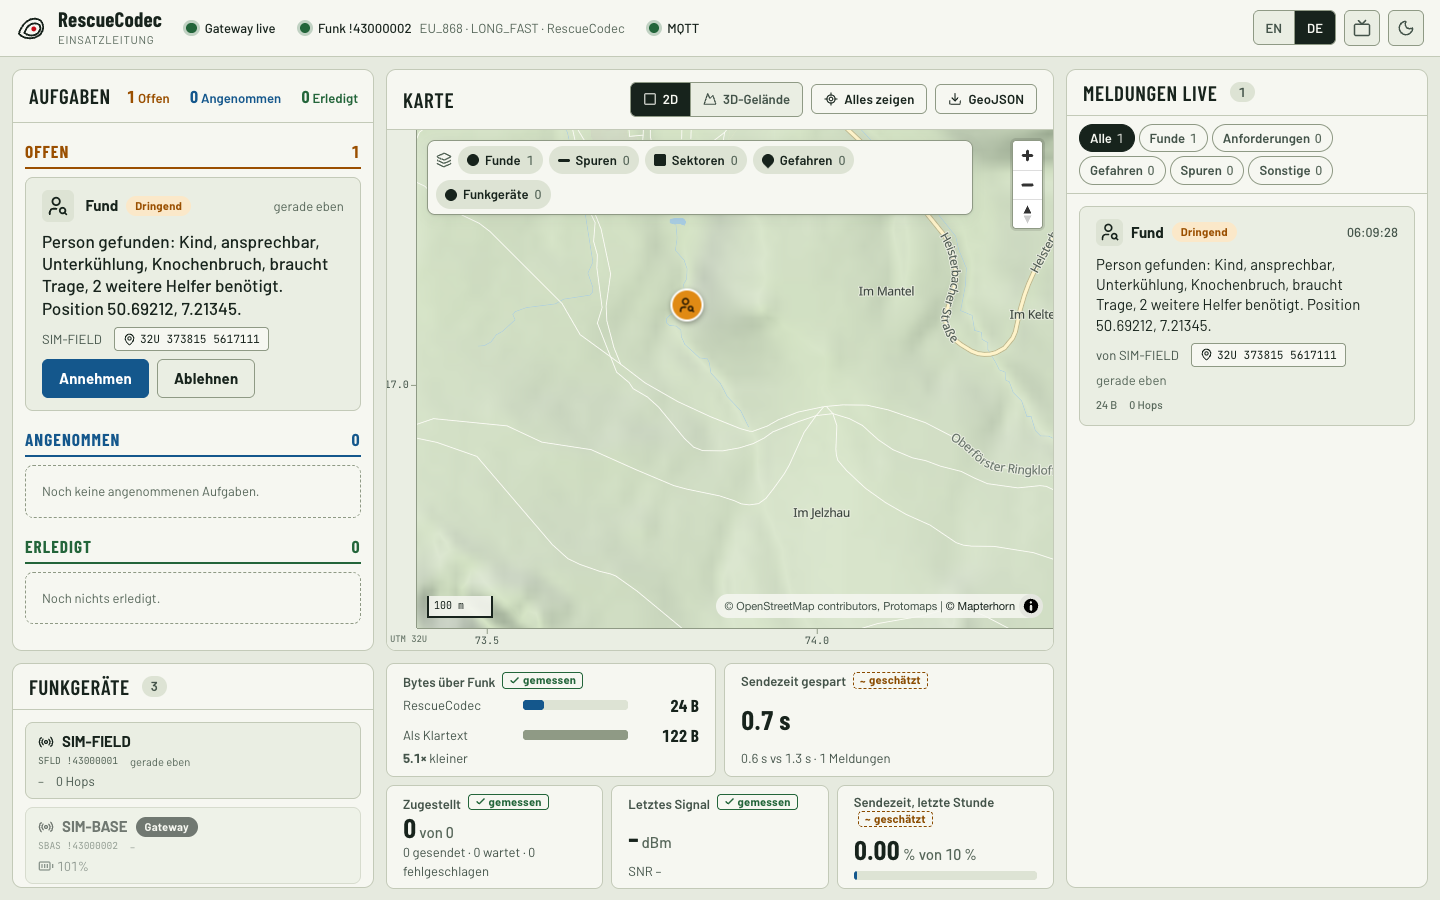 RescueCodec
EINSATZLEITUNG
Gateway live
Funk !43000002 EU_868 · LONG_FAST · RescueCodec
MQTT
EN DE
AUFGABEN 1 Offen 0 Angenommen 0 Erledigt
OFFEN 1
Fund Dringend gerade eben
Person gefunden: Kind, ansprechbar,
Unterkühlung, Knochenbruch, braucht
Trage, 2 weitere Helfer benötigt.
Position 50.69212, 7.21345.
SIM-FIELD 32U 373815 5617111
Annehmen Ablehnen
ANGENOMMEN 0
Noch keine angenommenen Aufgaben.
ERLEDIGT 0
Noch nichts erledigt.
FUNKGERÄTE 3
SIM-FIELD
SFLD !43000001 gerade eben
– 0 Hops
SIM-BASE Gateway
SBAS !43000002 –
101%
KARTE 2D 3D-Gelände Alles zeigen GeoJSON
Funde 1 Spuren 0 Sektoren 0 Gefahren 0
Funkgeräte 0
Heisterbacher Straße
Im Mantel
Oberförster Ringklof
Im Jelzhau
17.0
100 m
© OpenStreetMap contributors, Protomaps | © Mapterhorn
UTM 32U 73.5 74.0
Bytes über Funk gemessen
RescueCodec 24 B
Als Klartext 122 B
5.1× kleiner
Sendezeit gespart ~ geschätzt
0.7 s
0.6 s vs 1.3 s · 1 Meldungen
Zugestellt gemessen
0 von 0
0 gesendet · 0 wartet · 0
fehlgeschlagen
Letztes Signal gemessen
– dBm
SNR –
Sendezeit, letzte Stunde
~ geschätzt
0.00 % von 10 %
MELDUNGEN LIVE 1
Alle 1 Funde 1 Anforderungen 0
Gefahren 0 Spuren 0 Sonstige 0
Fund Dringend 06:09:28
Person gefunden: Kind, ansprechbar,
Unterkühlung, Knochenbruch, braucht
Trage, 2 weitere Helfer benötigt. Position
50.69212, 7.21345.
von SIM-FIELD 32U 373815 5617111
gerade eben
24 B 0 Hops